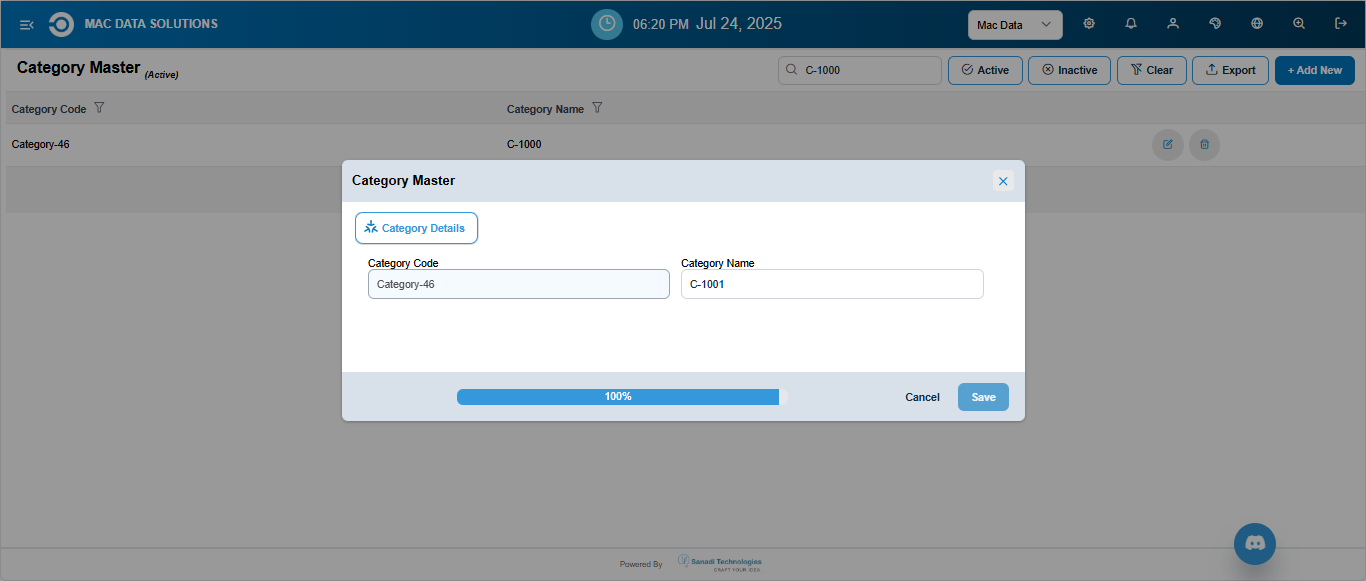 MAC DATA SOLUTIONS
06:20 PM Jul 24, 2025
Mac Data
Category Master (Active)
C-1000
Active
Inactive
Clear
Export
+ Add New
Category Code
Category Name
Category-46
C-1000
Category Master
Category Details
Category Code
Category Name
Category-46
C-1001
100%
Cancel
Save
Powered By
Sanadi Technologies
CRAFT YOUR IDEA